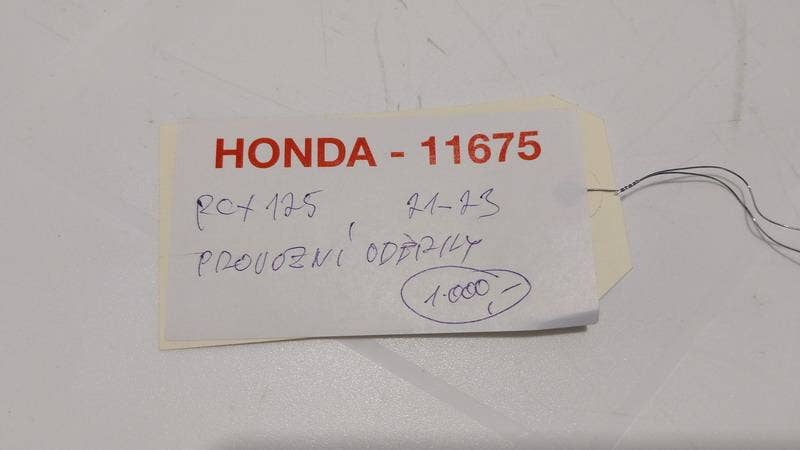 HONDA - 11675
PCX 125 21-23
PROVOZNÍ ODĚRKY
1.000,-